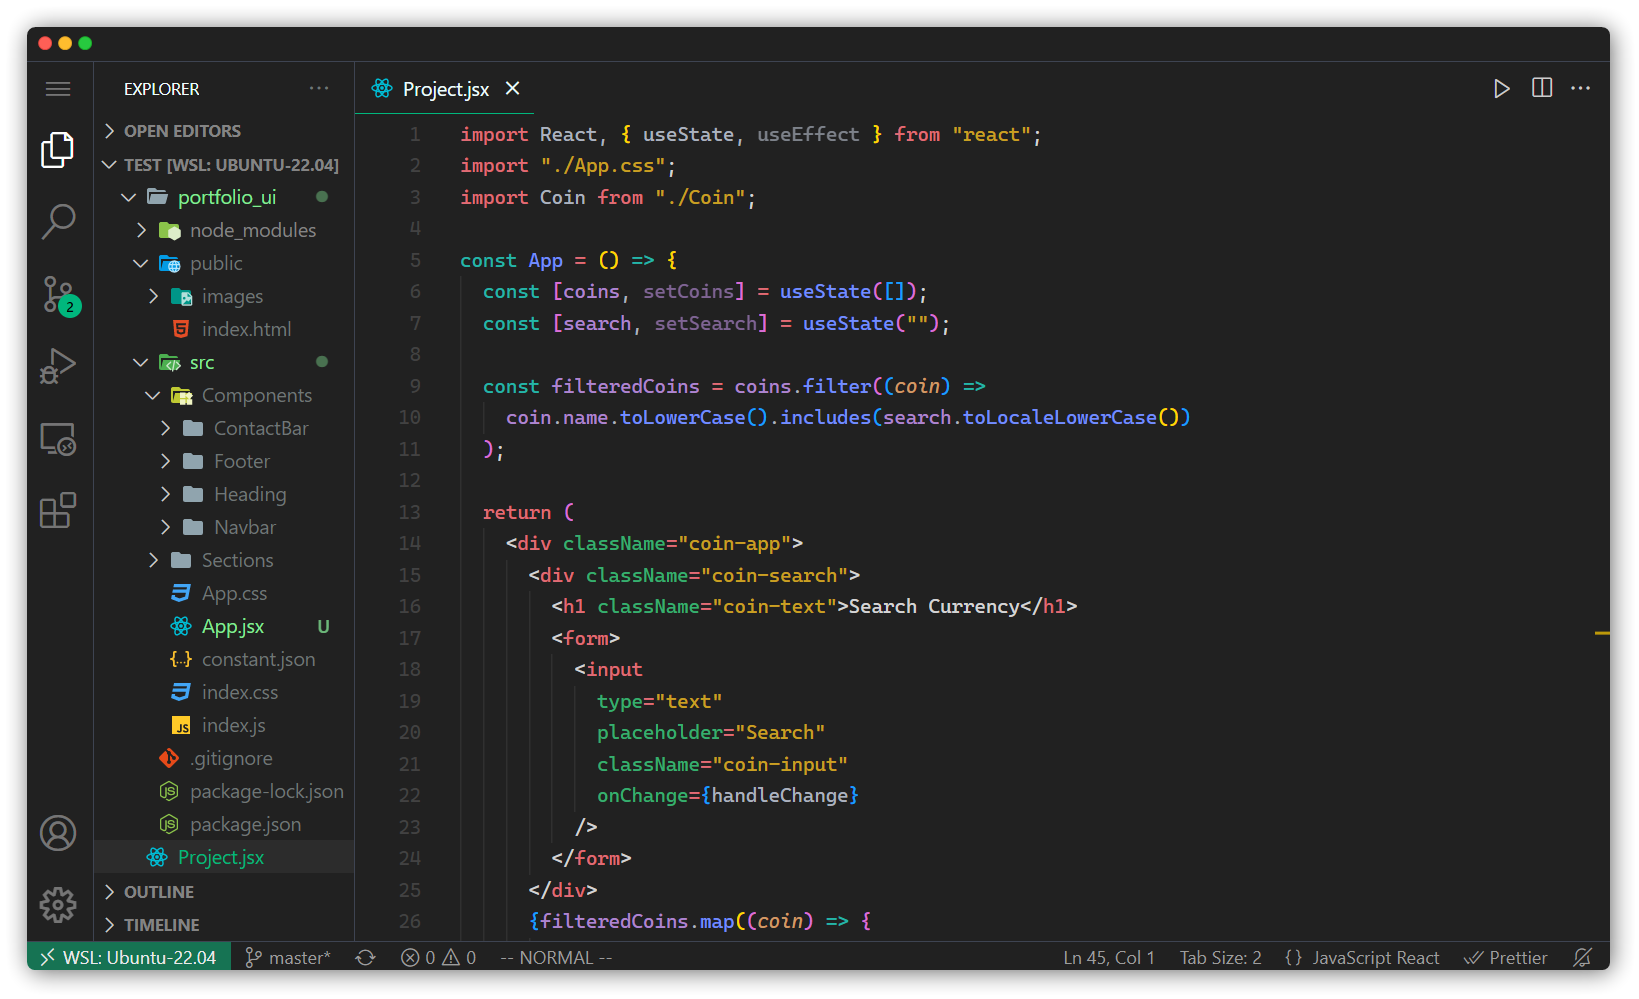 EXPLORER
OPEN EDITORS
TEST [WSL: UBUNTU-22.04]
portfolio_ui
node_modules
public
images
index.html
src
Components
ContactBar
Footer
Heading
Navbar
Sections
App.css
App.jsx U
constant.json
index.css
JS index.js
.gitignore
JS package-lock.json
JS package.json
Project.jsx
OUTLINE
TIMELINE
2
Project.jsx
1 import React, { useState, useEffect } from "react";
2 import "./App.css";
3 import Coin from "./Coin";
4
5 const App = () => {
6 const [coins, setCoins] = useState([]);
7 const [search, setSearch] = useState("");
8
9 const filteredCoins = coins.filter((coin) =>
10 coin.name.toLowerCase().includes(search.toLocaleLowerCase())
11 );
12
13 return (
14 <div className="coin-app">
15 <div className="coin-search">
16 <h1 className="coin-text">Search Currency</h1>
17 <form>
18 <input
19 type="text"
20 placeholder="Search"
21 className="coin-input"
22 onChange={handleChange}
23 />
24 </form>
25 </div>
26 {filteredCoins.map((coin) => {
WSL: Ubuntu-22.04 master* 0 0 -- NORMAL -- Ln 45, Col 1 Tab Size: 2 {} JavaScript React Prettier